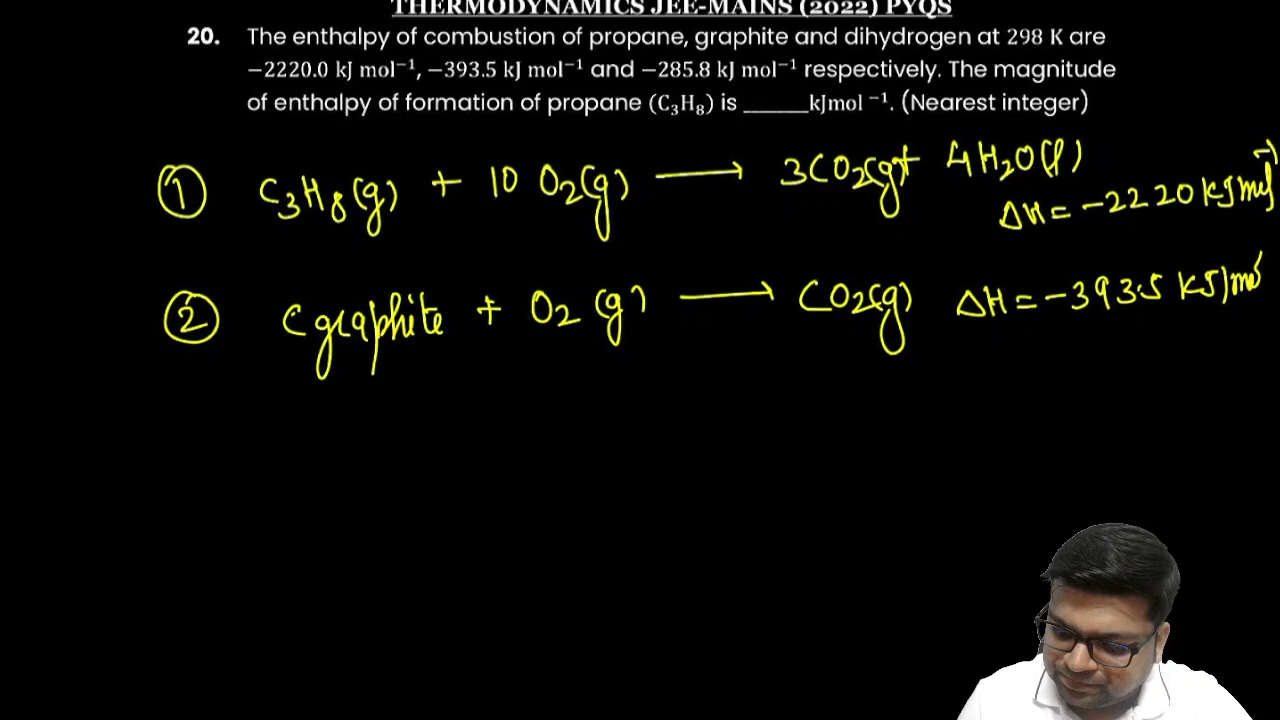 THERMODYNAMICS JEE-MAINS (2022) PYQS
20. The enthalpy of combustion of propane, graphite and dihydrogen at 298 K are
−2220.0 kJ mol⁻¹, −393.5 kJ mol⁻¹ and −285.8 kJ mol⁻¹ respectively. The magnitude
of enthalpy of formation of propane (C₃H₈) is ______kJmol ⁻¹. (Nearest integer)
① C₃H₈(g) + 10 O₂(g) ⟶ 3CO₂(g)+ 4H₂O(l)
ΔH = −2220 KJ mol⁻¹
② Cgraphite + O₂ (g) ⟶ CO₂(g) ΔH = −393.5 KJ/mol